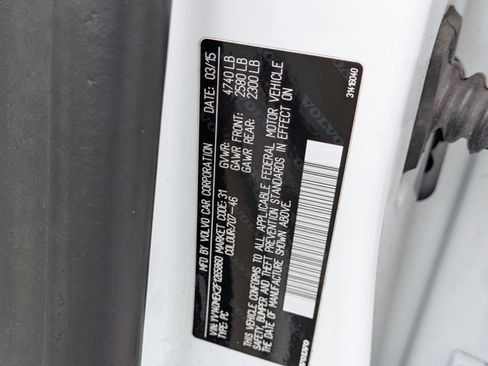 MFD BY VOLVO CAR CORPORATION DATE: 03/15
GVWR: 4740 LB
GAWR FRONT: 2580 LB
GAWR REAR: 2300 LB
MARKET CODE: 31
COLOUR: 707-46
TYPE: PC
THIS VEHICLE CONFORMS TO ALL APPLICABLE FEDERAL MOTOR VEHICLE
SAFETY, BUMPER AND THEFT PREVENTION STANDARDS IN EFFECT ON
THE DATE OF MANUFACTURE SHOWN ABOVE.
VOLVO
31416040